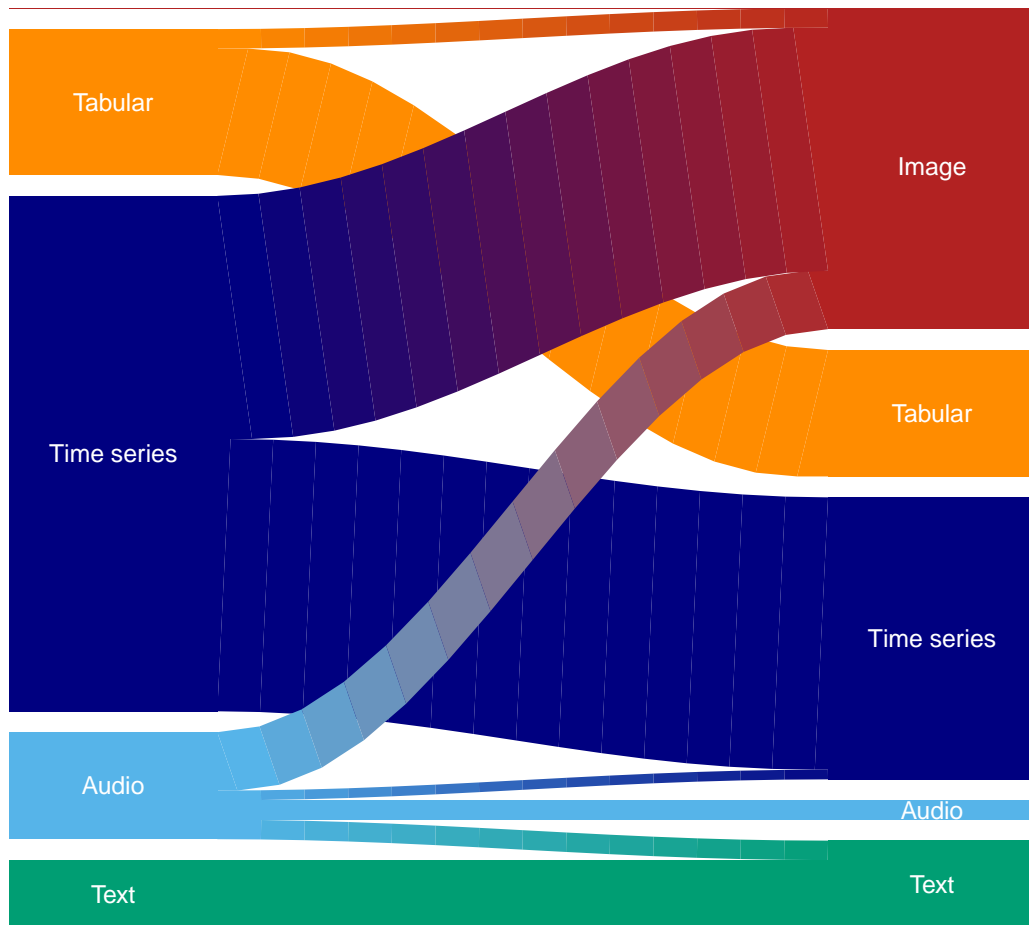 Tabular
Time series
Audio
Text
Image
Tabular
Time series
Audio
Text